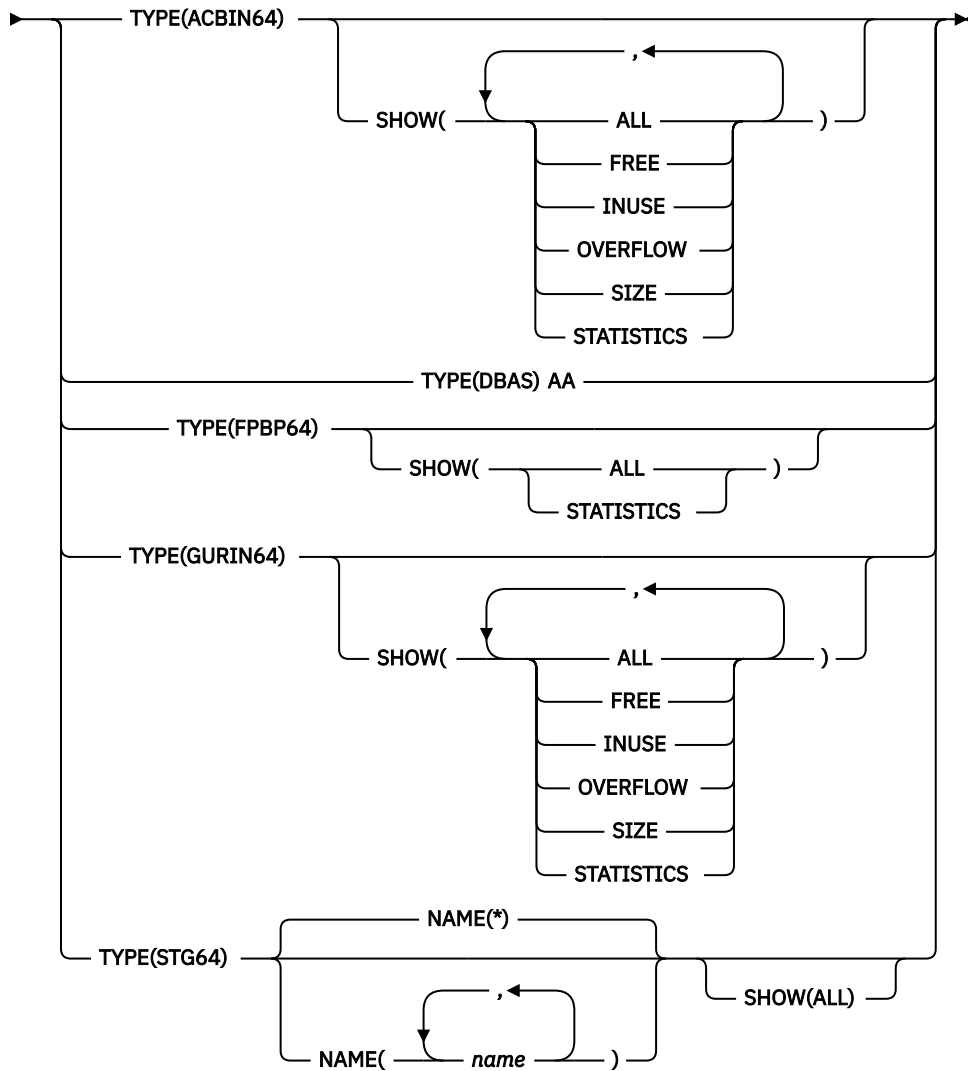 TYPE(ACBIN64)
,
SHOW( ALL )
FREE
INUSE
OVERFLOW
SIZE
STATISTICS
TYPE(DBAS) AA
TYPE(FPBP64)
SHOW( ALL )
STATISTICS
TYPE(GURIN64)
,
SHOW( ALL )
FREE
INUSE
OVERFLOW
SIZE
STATISTICS
NAME(*)
TYPE(STG64)
,
SHOW(ALL)
NAME( name )